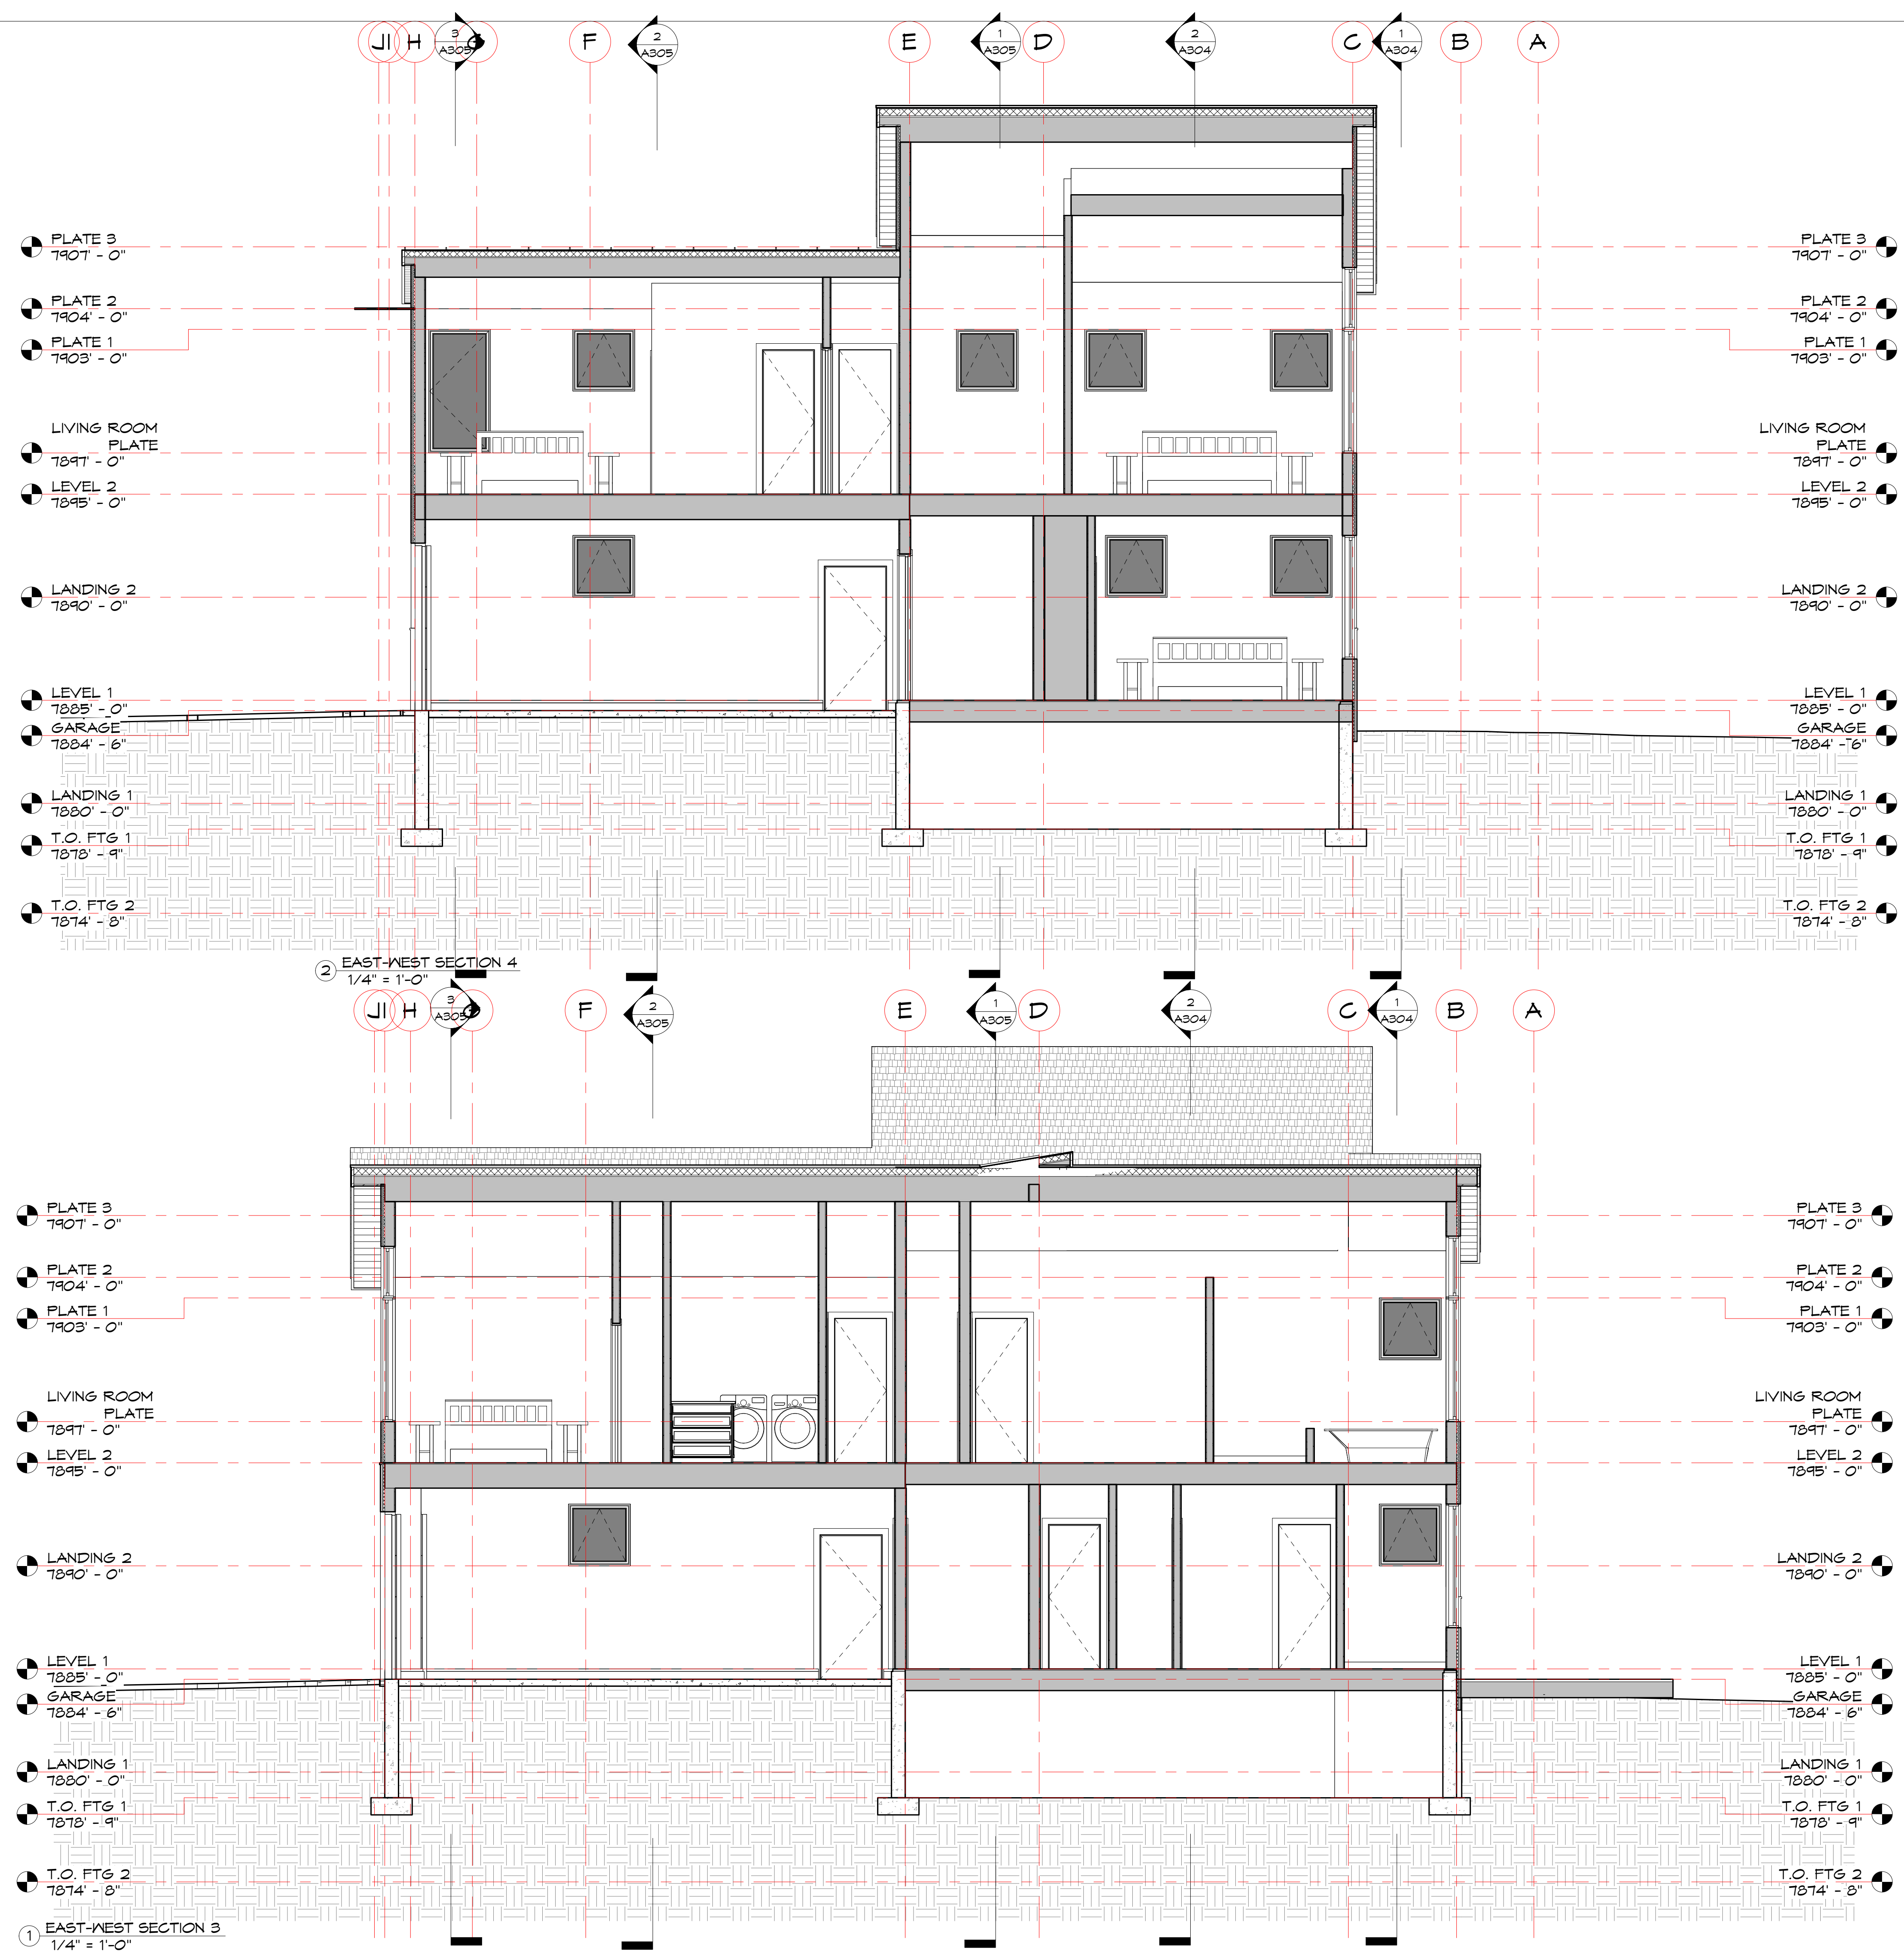 J I H 3 G F 2 E 1 D 2 C 1 B A
A305 A305 A305 A304 A304
PLATE 3 PLATE 3
7907' - 0" 7907' - 0"
PLATE 2 PLATE 2
7904' - 0" 7904' - 0"
PLATE 1 PLATE 1
7903' - 0" 7903' - 0"
LIVING ROOM LIVING ROOM
PLATE PLATE
7897' - 0" 7897' - 0"
LEVEL 2 LEVEL 2
7895' - 0" 7895' - 0"
LANDING 2 LANDING 2
7890' - 0" 7890' - 0"
LEVEL 1 LEVEL 1
7885' - 0" 7885' - 0"
GARAGE GARAGE
7884' - 6" 7884' - 6"
LANDING 1 LANDING 1
7880' - 0" 7880' - 0"
T.O. FTG 1 T.O. FTG 1
7878' - 9" 7878' - 9"
T.O. FTG 2 T.O. FTG 2
7874' - 8" 7874' - 8"
2 EAST-WEST SECTION 4
1/4" = 1'-0"
J I H 3 G F 2 E 1 D 2 C 1 B A
A305 A305 A305 A304 A304
PLATE 3 PLATE 3
7907' - 0" 7907' - 0"
PLATE 2 PLATE 2
7904' - 0" 7904' - 0"
PLATE 1 PLATE 1
7903' - 0" 7903' - 0"
LIVING ROOM LIVING ROOM
PLATE PLATE
7897' - 0" 7897' - 0"
LEVEL 2 LEVEL 2
7895' - 0" 7895' - 0"
LANDING 2 LANDING 2
7890' - 0" 7890' - 0"
LEVEL 1 LEVEL 1
7885' - 0" 7885' - 0"
GARAGE GARAGE
7884' - 6" 7884' - 6"
LANDING 1 LANDING 1
7880' - 0" 7880' - 0"
T.O. FTG 1 T.O. FTG 1
7878' - 9" 7878' - 9"
T.O. FTG 2 T.O. FTG 2
7874' - 8" 7874' - 8"
1 EAST-WEST SECTION 3
1/4" = 1'-0"